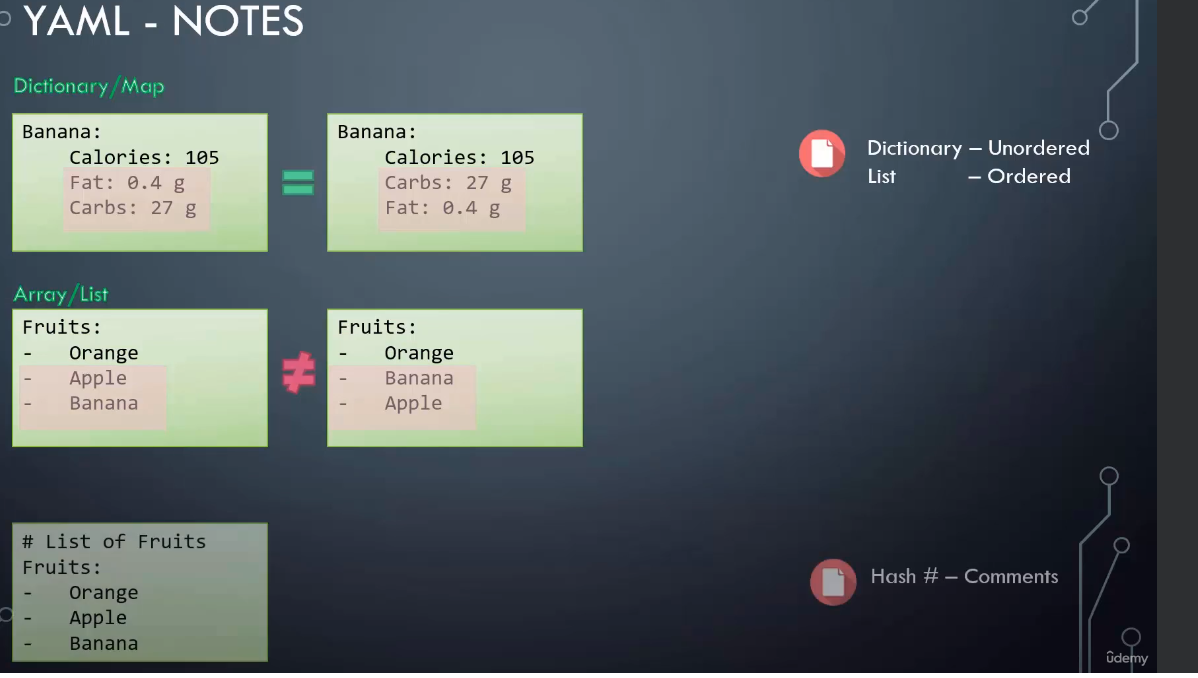 YAML - NOTES
Dictionary/Map
Banana:
Calories: 105
Fat: 0.4 g
Carbs: 27 g
=
Banana:
Calories: 105
Carbs: 27 g
Fat: 0.4 g
Dictionary – Unordered
List – Ordered
Array/List
Fruits:
- Orange
- Apple
- Banana
≠
Fruits:
- Orange
- Banana
- Apple
# List of Fruits
Fruits:
- Orange
- Apple
- Banana
Hash # – Comments
ûdemy